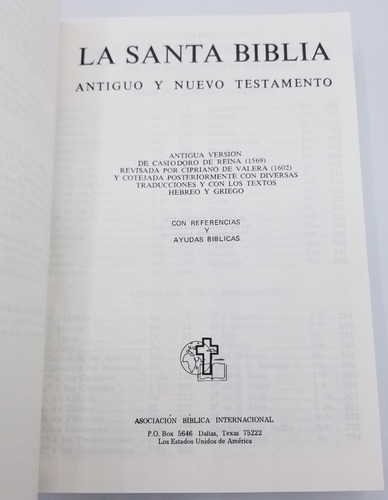 LA SANTA BIBLIA
ANTIGUO Y NUEVO TESTAMENTO
ANTIGUA VERSIÓN
DE CASIODORO DE REINA (1569)
REVISADA POR CIPRIANO DE VALERA (1602)
Y COTEJADA POSTERIORMENTE CON DIVERSAS
TRADUCCIONES Y CON LOS TEXTOS
HEBREO Y GRIEGO
CON REFERENCIAS
Y
AYUDAS BIBLICAS
ASOCIACIÓN BÍBLICA INTERNACIONAL
P.O. Box 5646 Dallas, Texas 75222
Los Estados Unidos de América